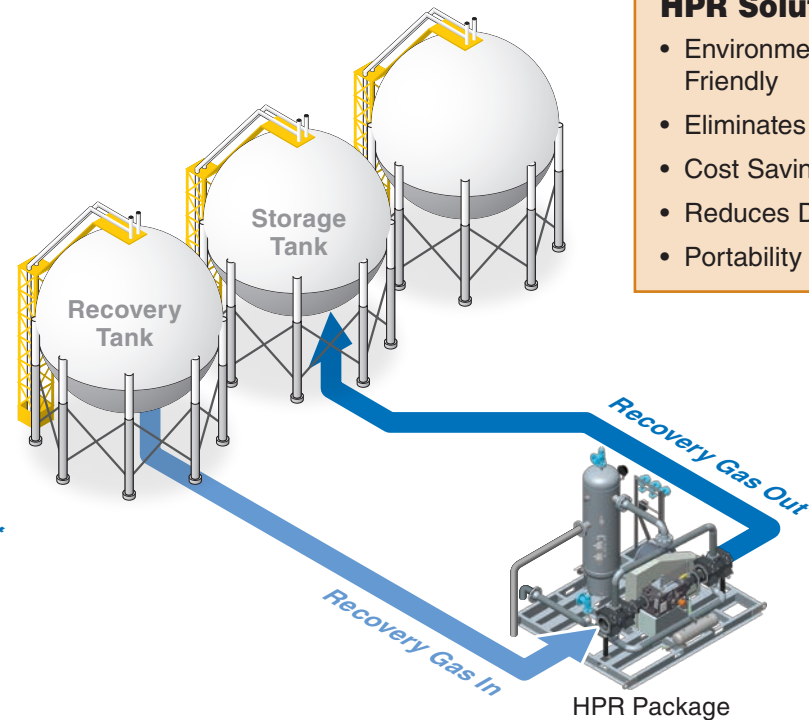 HPR
• Environme
Friendly
• Eliminates
• Cost Savin
• Reduces D
• Portability
Storage
Tank
Recovery
Tank
Recovery Gas Out
Recovery Gas In
HPR Package